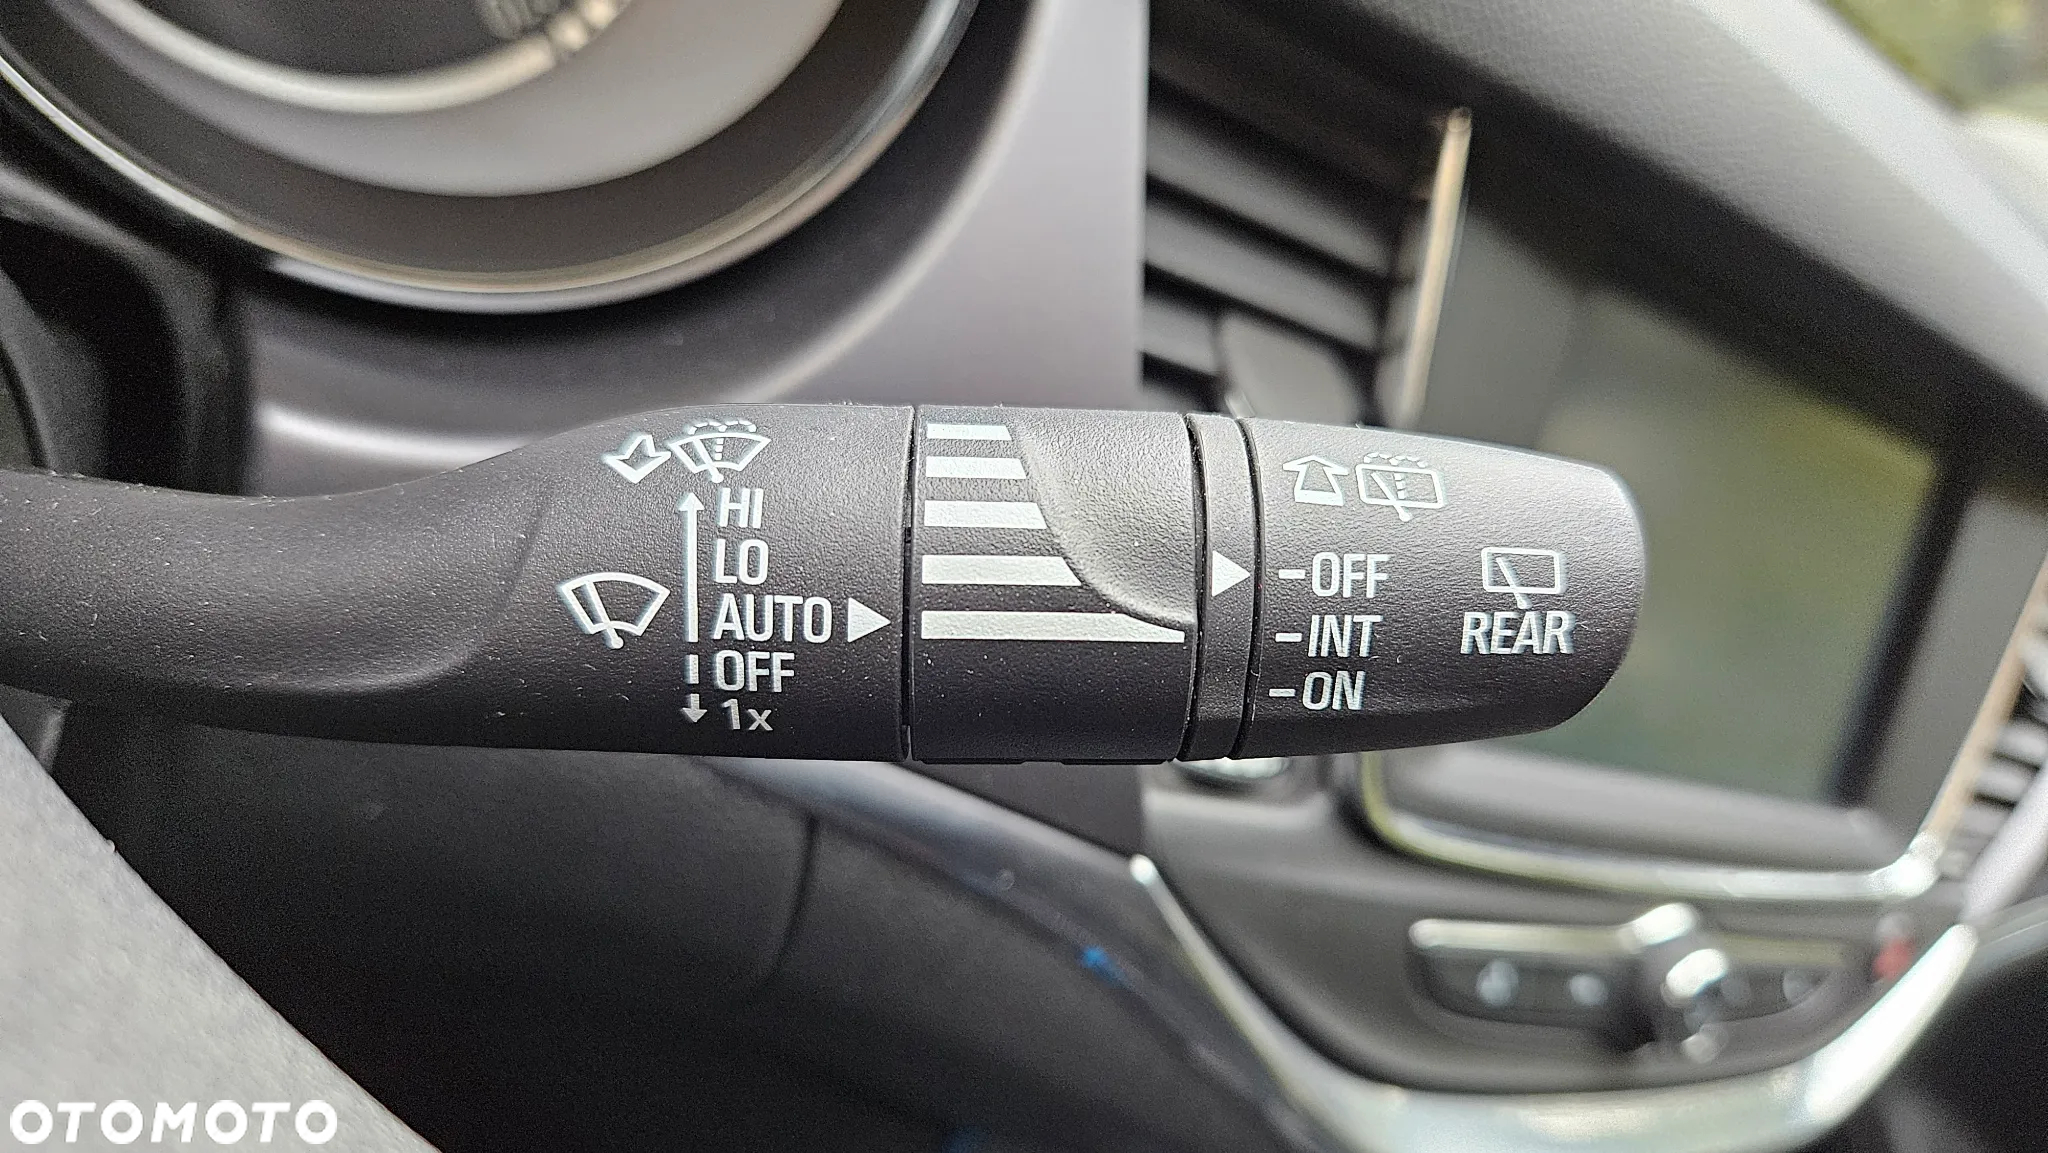 HI
LO
AUTO
OFF
1x
-OFF
-INT
-ON
REAR
OTOMOTO